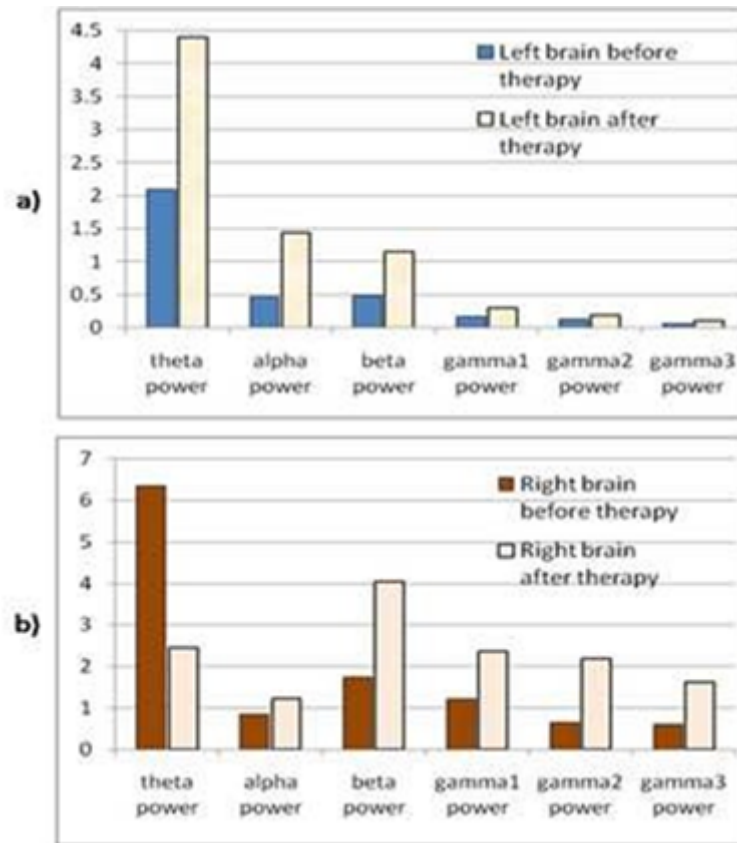 a)
4.5
4
3.5
3
2.5
2
1.5
1
0.5
0
Left brain before
therapy
Left brain after
therapy
theta alpha beta gamma1 gamma2 gamma3
power power power power power power
b)
7
6
5
4
3
2
1
0
Right brain
before therapy
Right brain
after therapy
theta alpha beta gamma1 gamma2 gamma3
power power power power power power